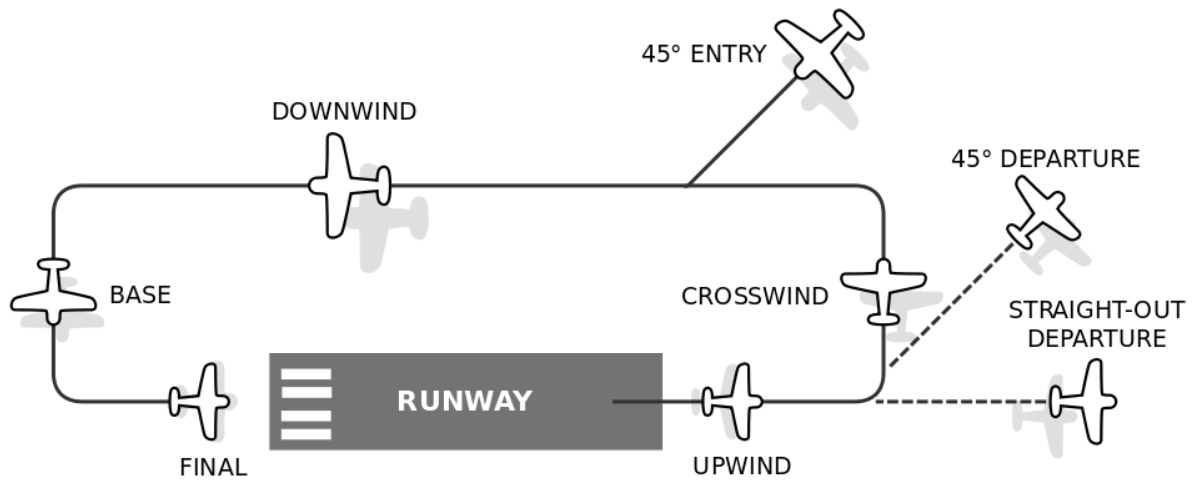 45° ENTRY
DOWNWIND
45° DEPARTURE
BASE
CROSSWIND
STRAIGHT-OUT
DEPARTURE
RUNWAY
FINAL
UPWIND